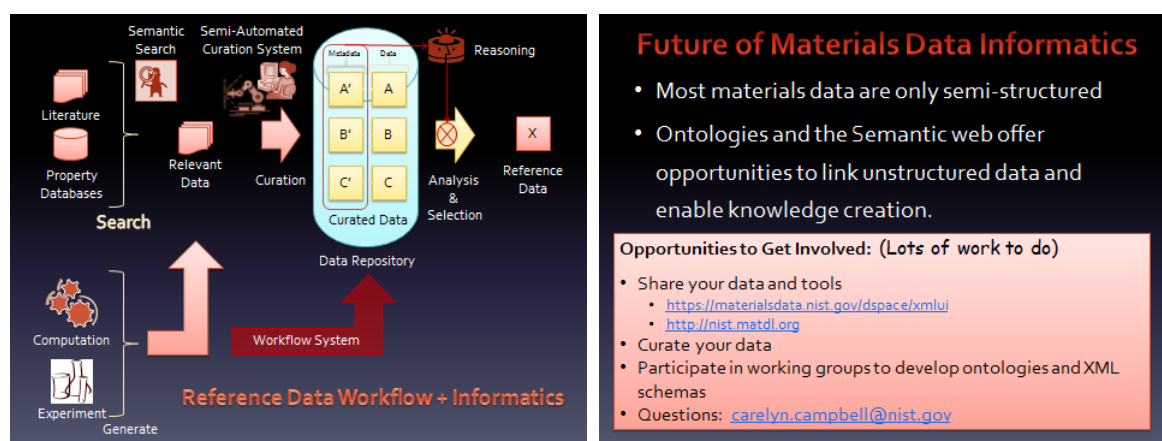 Semantic
Search
Semi-Automated
Curation System
Metadata
Data
Reasoning
A'
A
Literature
B'
B
X
Property
Databases
Relevant
Data
Curation
C'
C
Analysis
&
Selection
Reference
Data
Search
Curated Data
Data Repository
Computation
Workflow System
Experiment
Generate
Reference Data Workflow + Informatics
Future of Materials Data Informatics
• Most materials data are only semi-structured
• Ontologies and the Semantic web offer
opportunities to link unstructured data and
enable knowledge creation.
Opportunities to Get Involved: (Lots of work to do)
• Share your data and tools
• https://materialsdata.nist.gov/dspace/xmlui
• http://nist.matdl.org
• Curate your data
• Participate in working groups to develop ontologies and XML
schemas
• Questions: carelyn.campbell@nist.gov